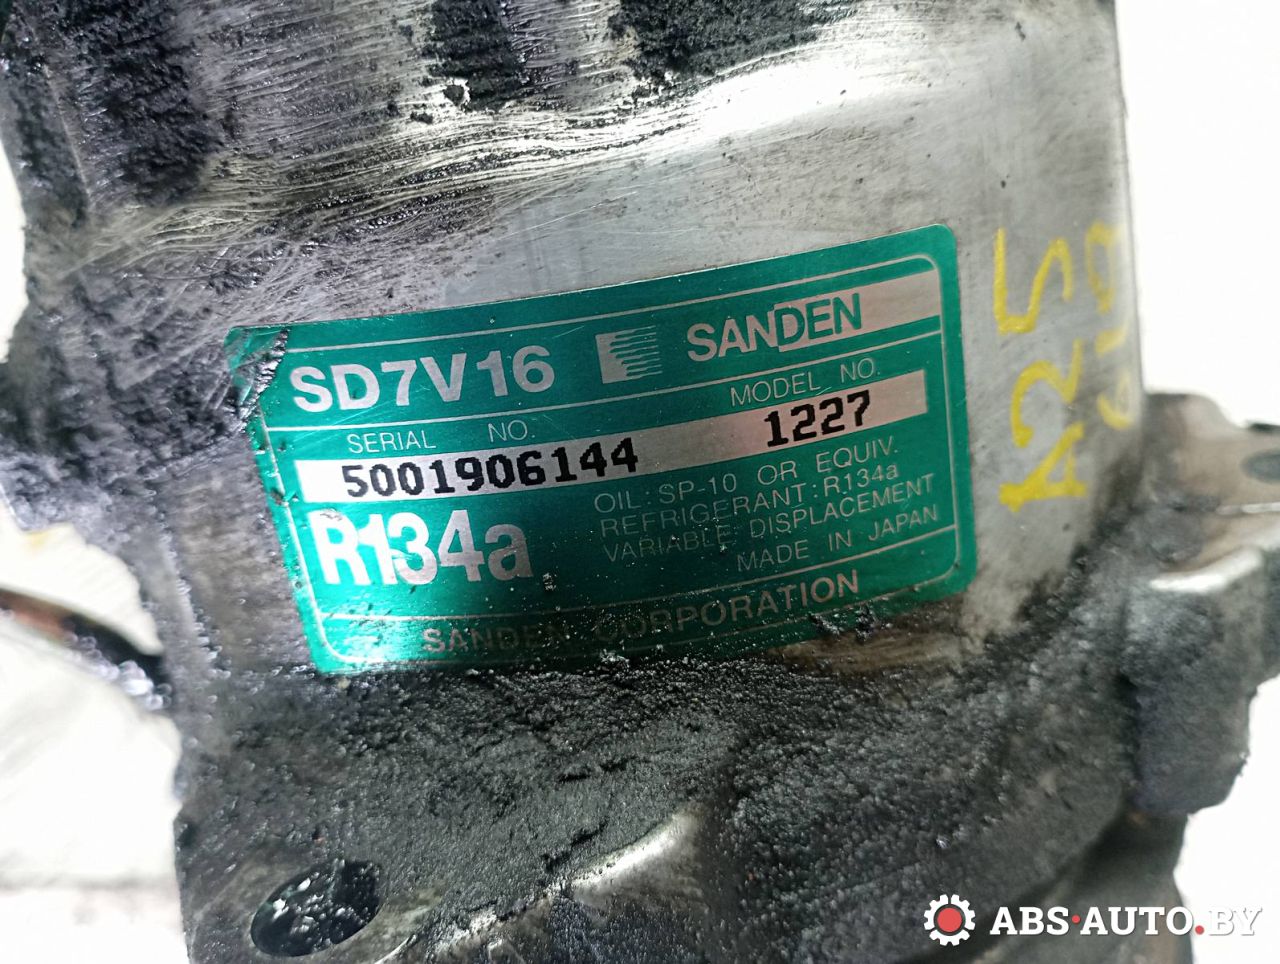 SD7V16 SANDEN
SERIAL NO. MODEL NO.
5001906144 1227
R134a
OIL: SP-10 OR EQUIV.
REFRIGERANT: R134a
VARIABLE DISPLACEMENT
MADE IN JAPAN
SANDEN CORPORATION
A25
ABS-AUTO.BY